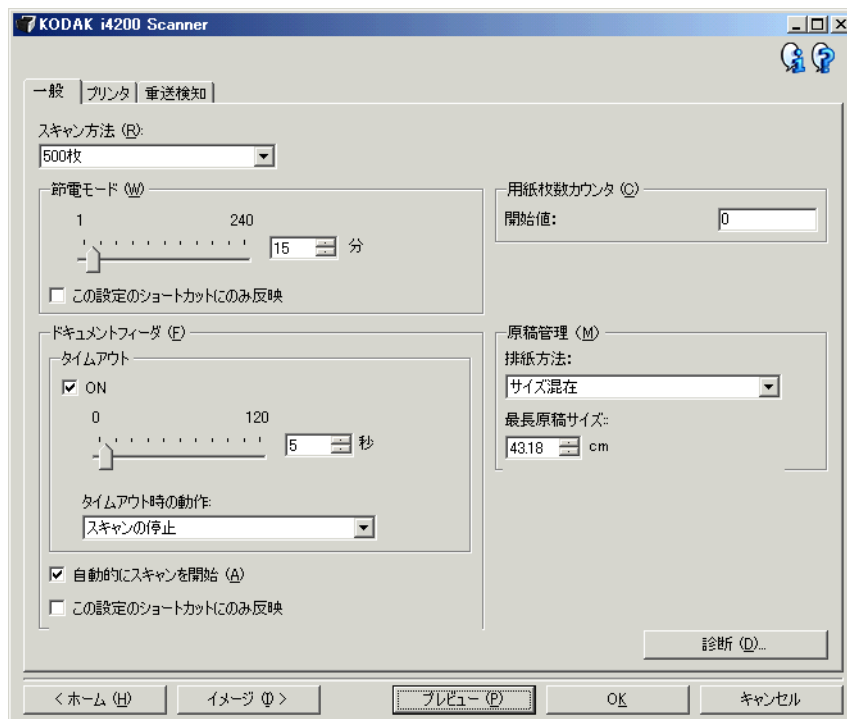 KODAK i4200 Scanner
一般 プリンタ 重送検知
スキャン方法 (R):
500枚
節電モード (W)
1 240
15 分
この設定のショートカットにのみ反映
用紙枚数カウンタ (C)
開始値: 0
ドキュメントフィーダ (F)
タイムアウト
ON
0 120
5 秒
タイムアウト時の動作:
スキャンの停止
自動的にスキャンを開始 (A)
この設定のショートカットにのみ反映
原稿管理 (M)
排紙方法:
サイズ混在
最長原稿サイズ::
43.18 cm
診断 (D)...
< ホーム (H) イメージ (I) > プレビュー (P) OK キャンセル